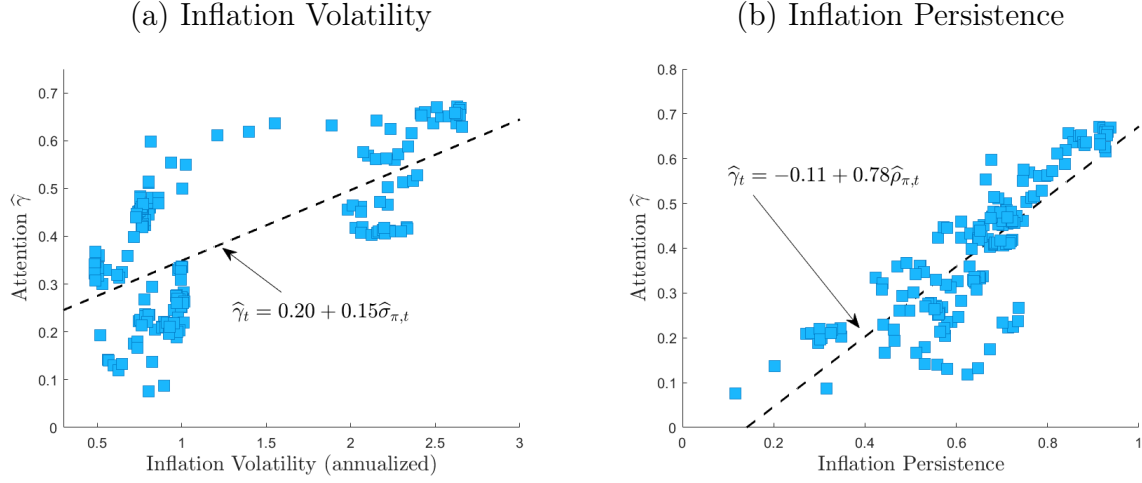 (a) Inflation Volatility
0.7
0.6
0.5
0.4
0.3
0.2
0.1
0
Attention γ̂
γ̂_t = 0.20 + 0.15σ̂_{π,t}
0.5 1 1.5 2 2.5 3
Inflation Volatility (annualized)
(b) Inflation Persistence
0.8
0.7
0.6
0.5
0.4
0.3
0.2
0.1
0
Attention γ̂
γ̂_t = −0.11 + 0.78ρ̂_{π,t}
0 0.2 0.4 0.6 0.8 1
Inflation Persistence